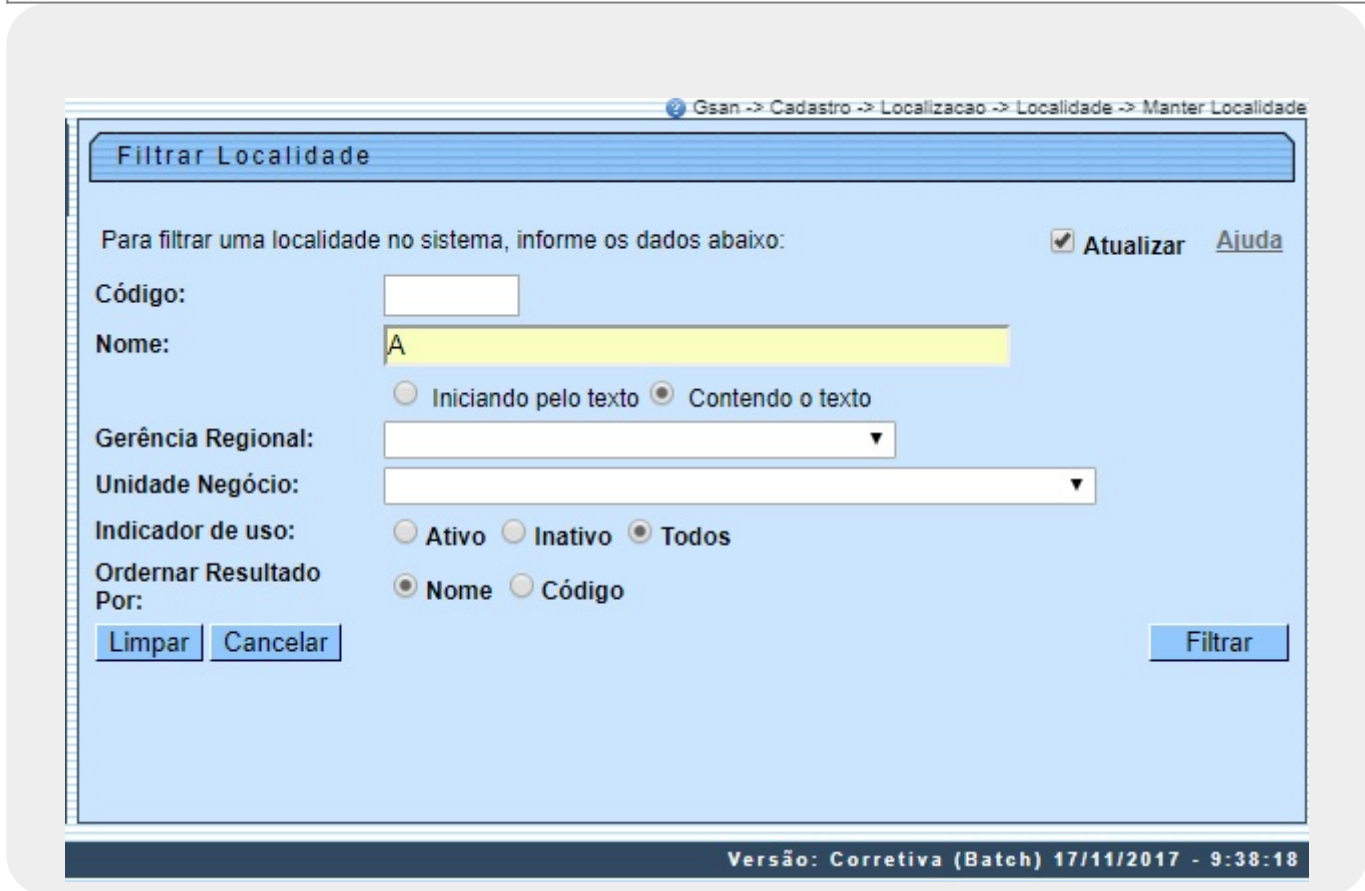 Gsan -> Cadastro -> Localizacao -> Localidade -> Manter Localidade
Filtrar Localidade
Para filtrar uma localidade no sistema, informe os dados abaixo: Atualizar Ajuda
Código:
Nome: A
Iniciando pelo texto Contendo o texto
Gerência Regional:
Unidade Negócio:
Indicador de uso: Ativo Inativo Todos
Ordernar Resultado
Por: Nome Código
Limpar Cancelar Filtrar
Versão: Corretiva (Batch) 17/11/2017 - 9:38:18